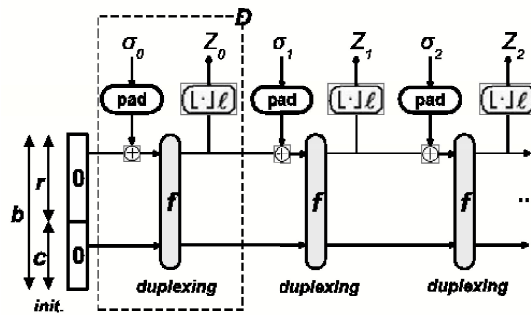 D
σ₀ Z₀ σ₁ Z₁ σ₂ Z₂
pad ⌊·⌋ℓ pad ⌊·⌋ℓ pad ⌊·⌋ℓ
r 0 f f f ...
b
c 0
init. duplexing duplexing duplexing